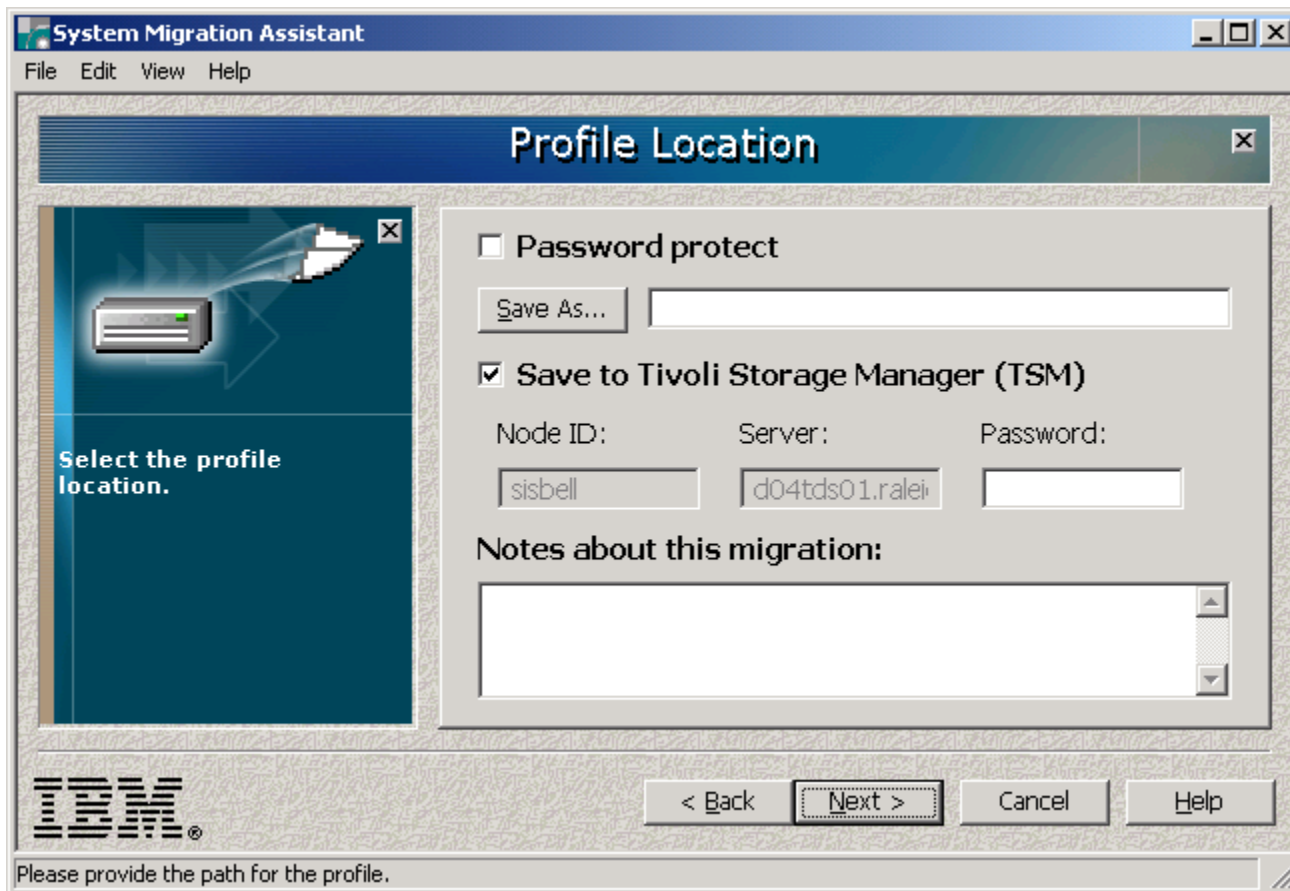 System Migration Assistant
File Edit View Help
Profile Location
Select the profile
location.
Password protect
Save As...
Save to Tivoli Storage Manager (TSM)
Node ID: Server: Password:
sisbell d04tds01.ralei
Notes about this migration:
IBM®
< Back Next > Cancel Help
Please provide the path for the profile.